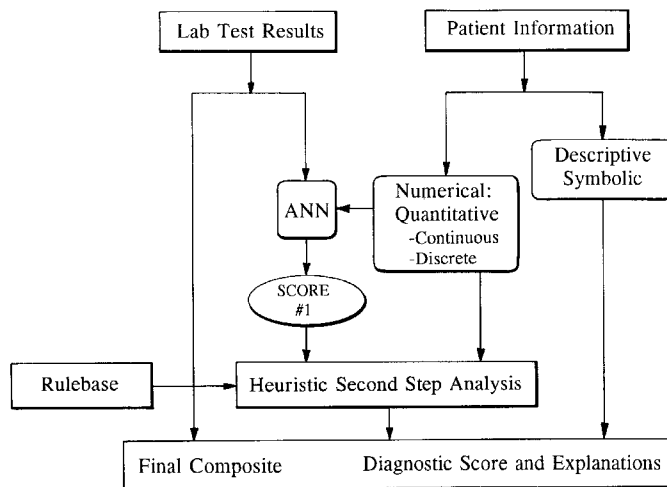 Lab Test Results
Patient Information
Descriptive
Symbolic
ANN
Numerical:
Quantitative
-Continuous
-Discrete
SCORE
#1
Rulebase
Heuristic Second Step Analysis
Final Composite
Diagnostic Score and Explanations